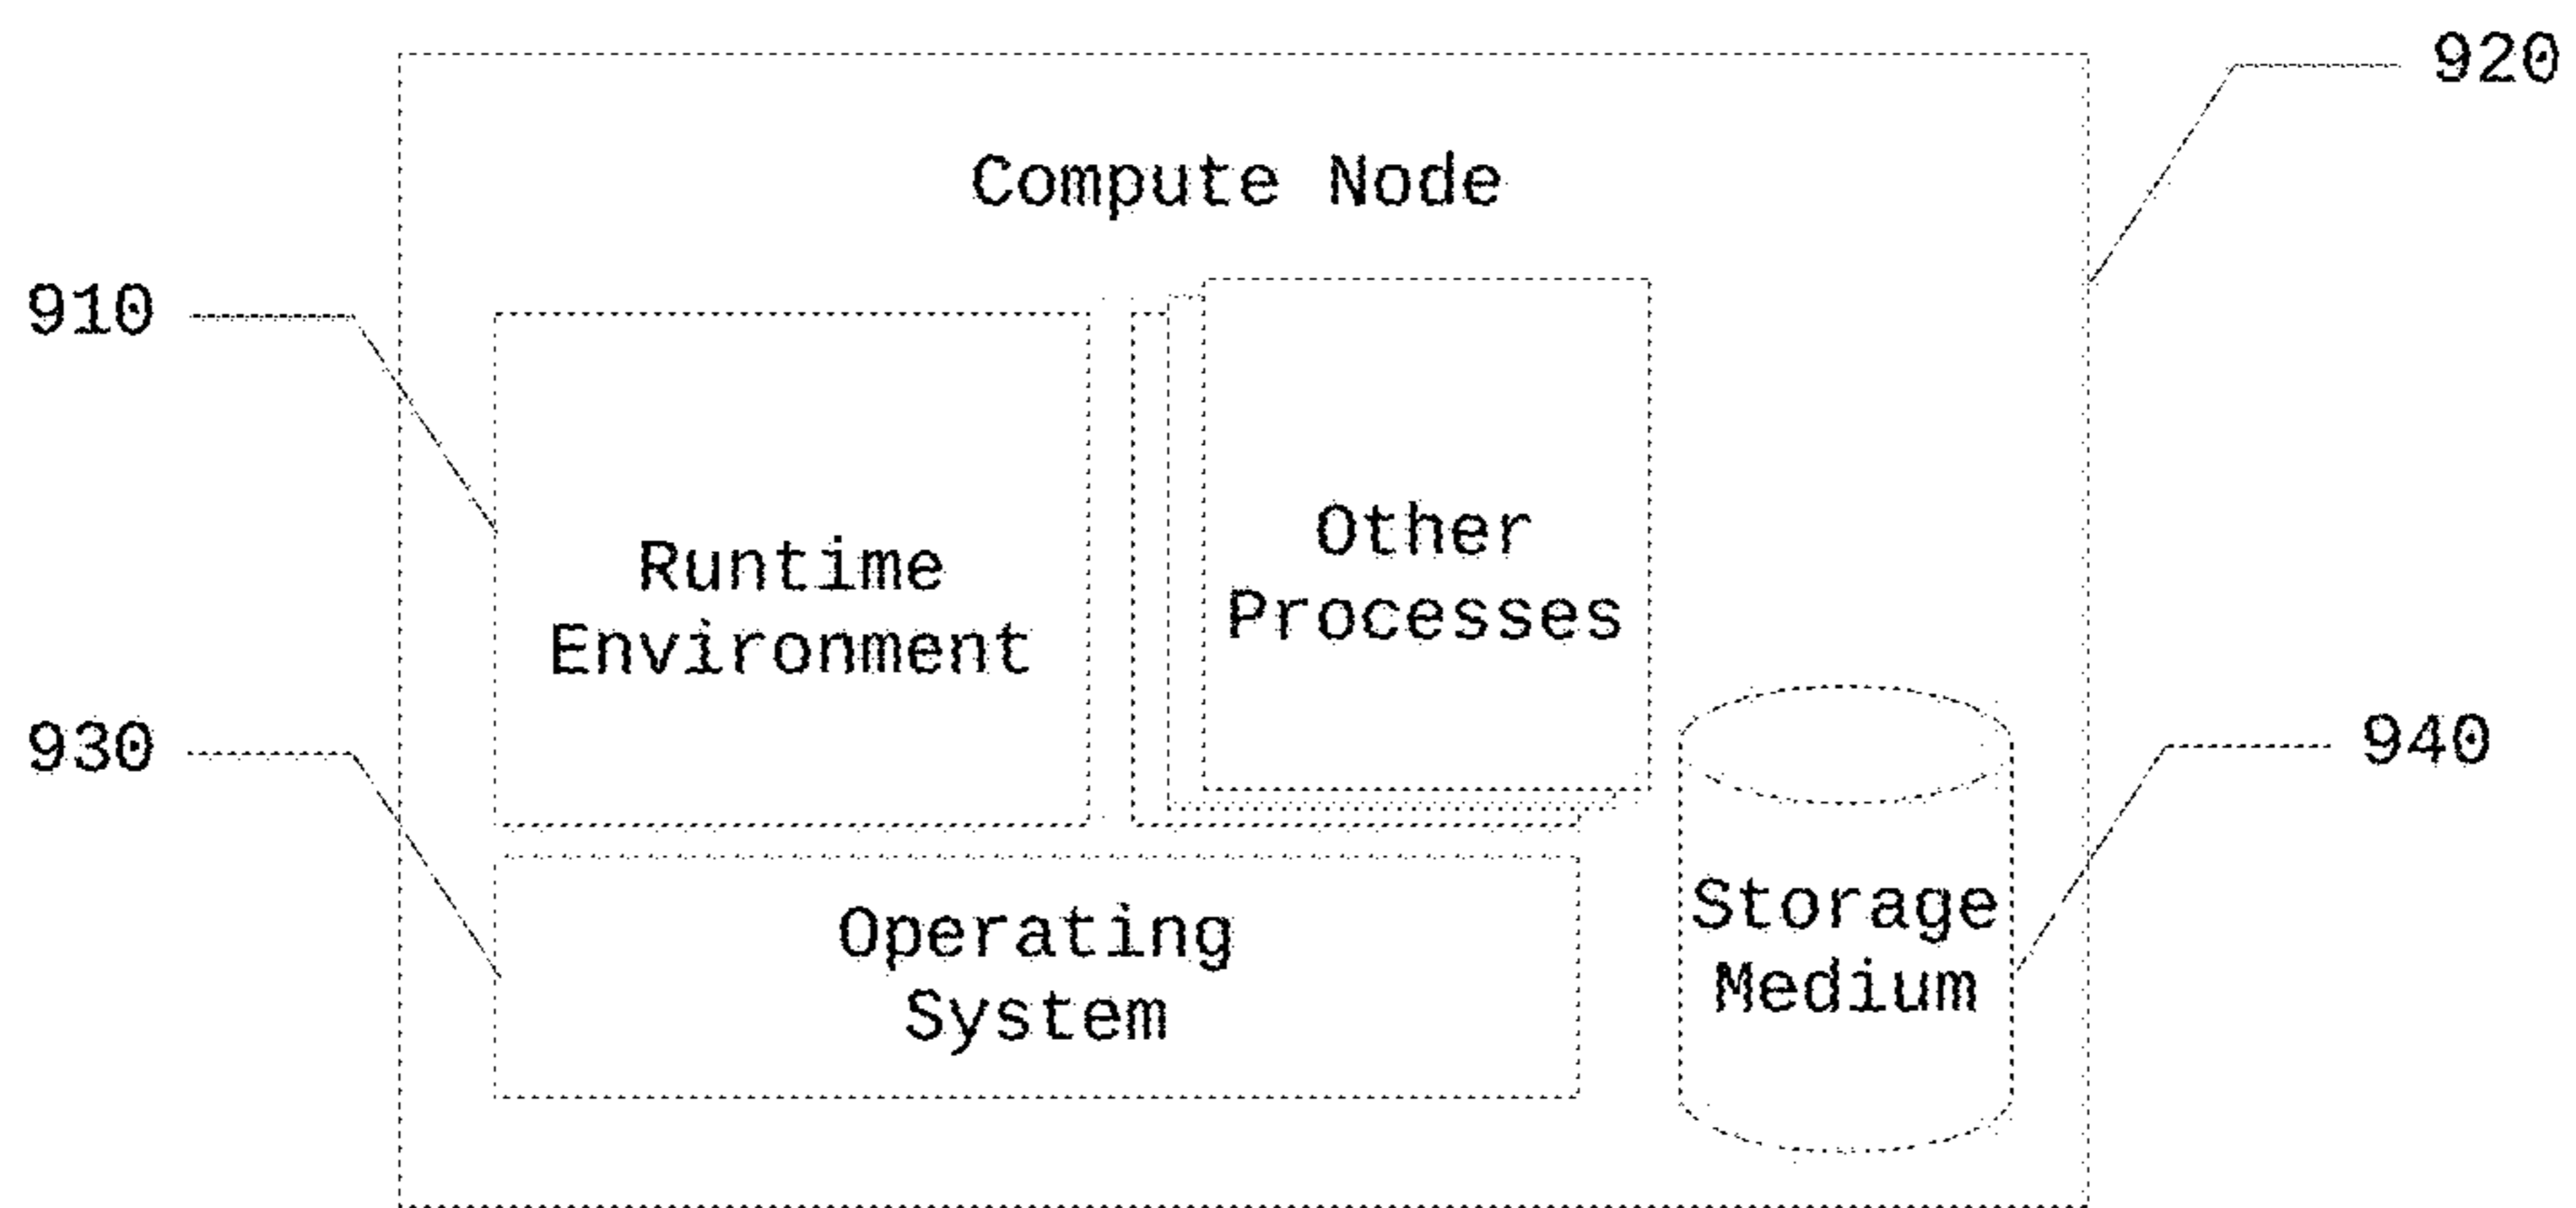 920
Compute Node
910
Other
Processes
Runtime
Environment
930
940
Storage
Medium
Operating
System